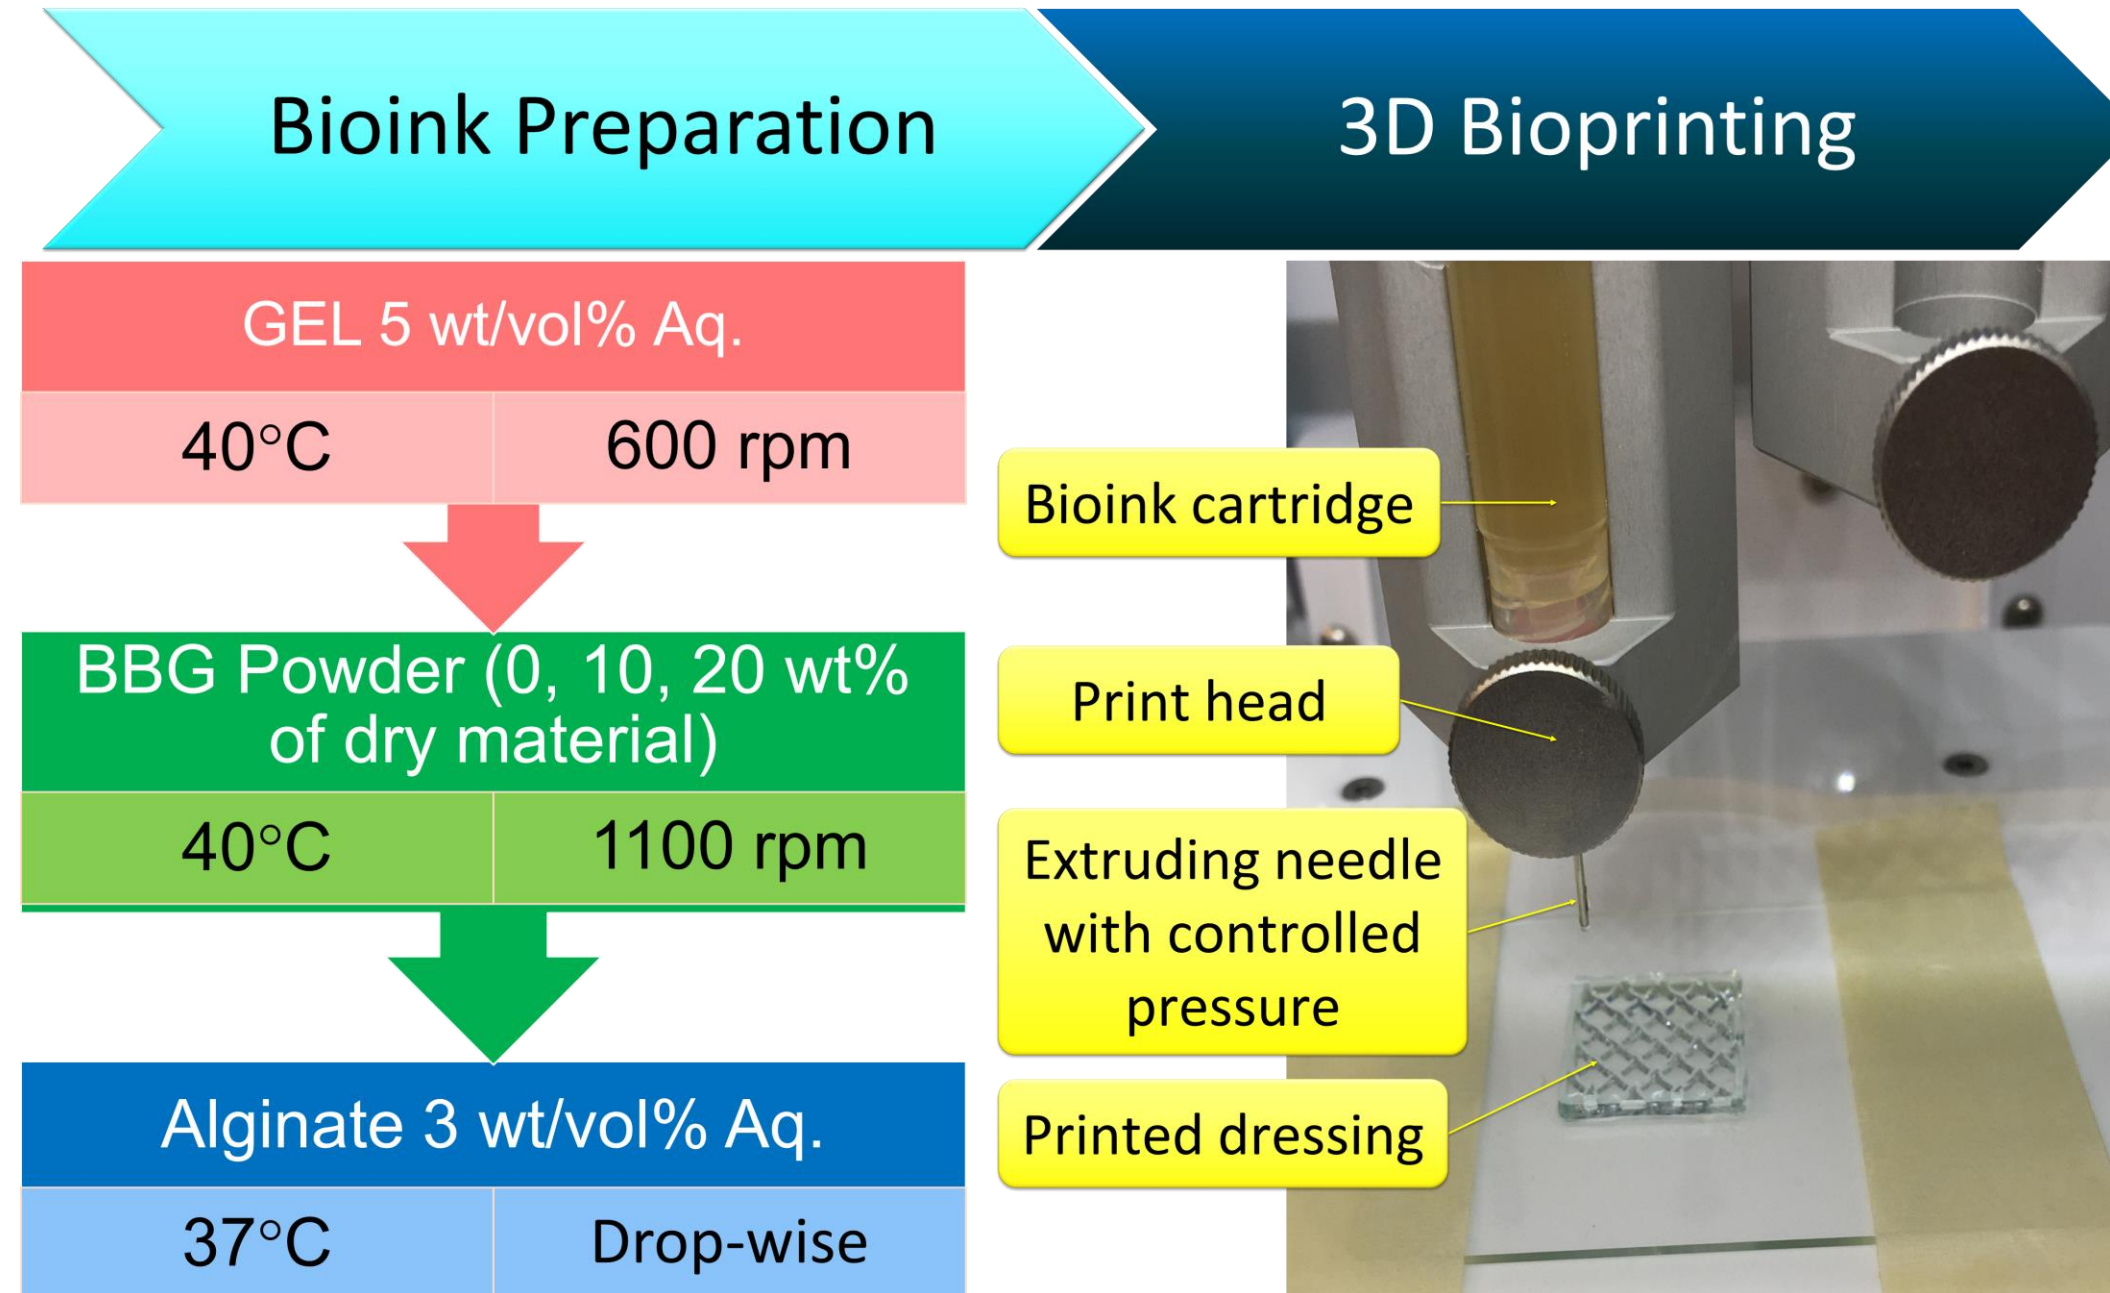 Bioink Preparation
3D Bioprinting
GEL 5 wt/vol% Aq.
40°C
600 rpm
BBG Powder (0, 10, 20 wt%
of dry material)
40°C
1100 rpm
Alginate 3 wt/vol% Aq.
37°C
Drop-wise
Bioink cartridge
Print head
Extruding needle
with controlled
pressure
Printed dressing